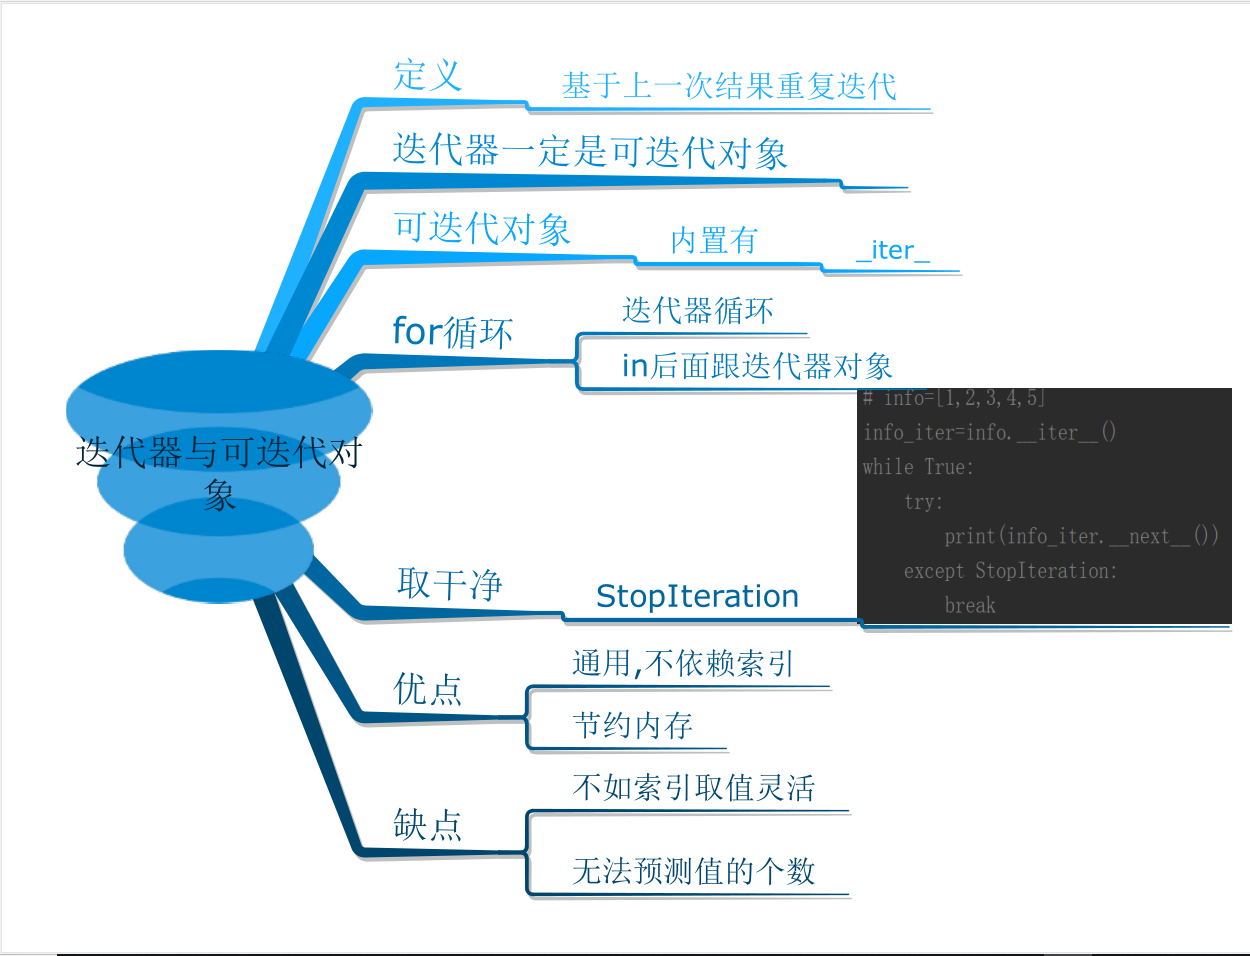 定义
基于上一次结果重复迭代
迭代器一定是可迭代对象
可迭代对象
内置有
_iter_
for循环
迭代器循环
in后面跟迭代器对象
迭代器与可迭代对
象
# info=[1,2,3,4,5]
info_iter=info.__iter__()
while True:
    try:
        print(info_iter.__next__())
    except StopIteration:
        break
取干净
StopIteration
优点
通用,不依赖索引
节约内存
缺点
不如索引取值灵活
无法预测值的个数